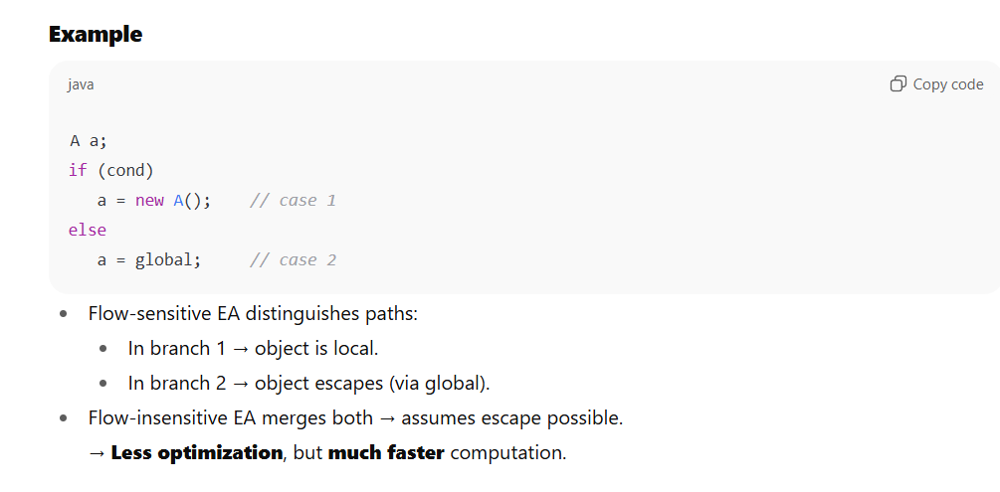 Example
java Copy code
A a;
if (cond)
a = new A(); // case 1
else
a = global; // case 2
• Flow-sensitive EA distinguishes paths:
• In branch 1 → object is local.
• In branch 2 → object escapes (via global).
• Flow-insensitive EA merges both → assumes escape possible.
→ Less optimization, but much faster computation.